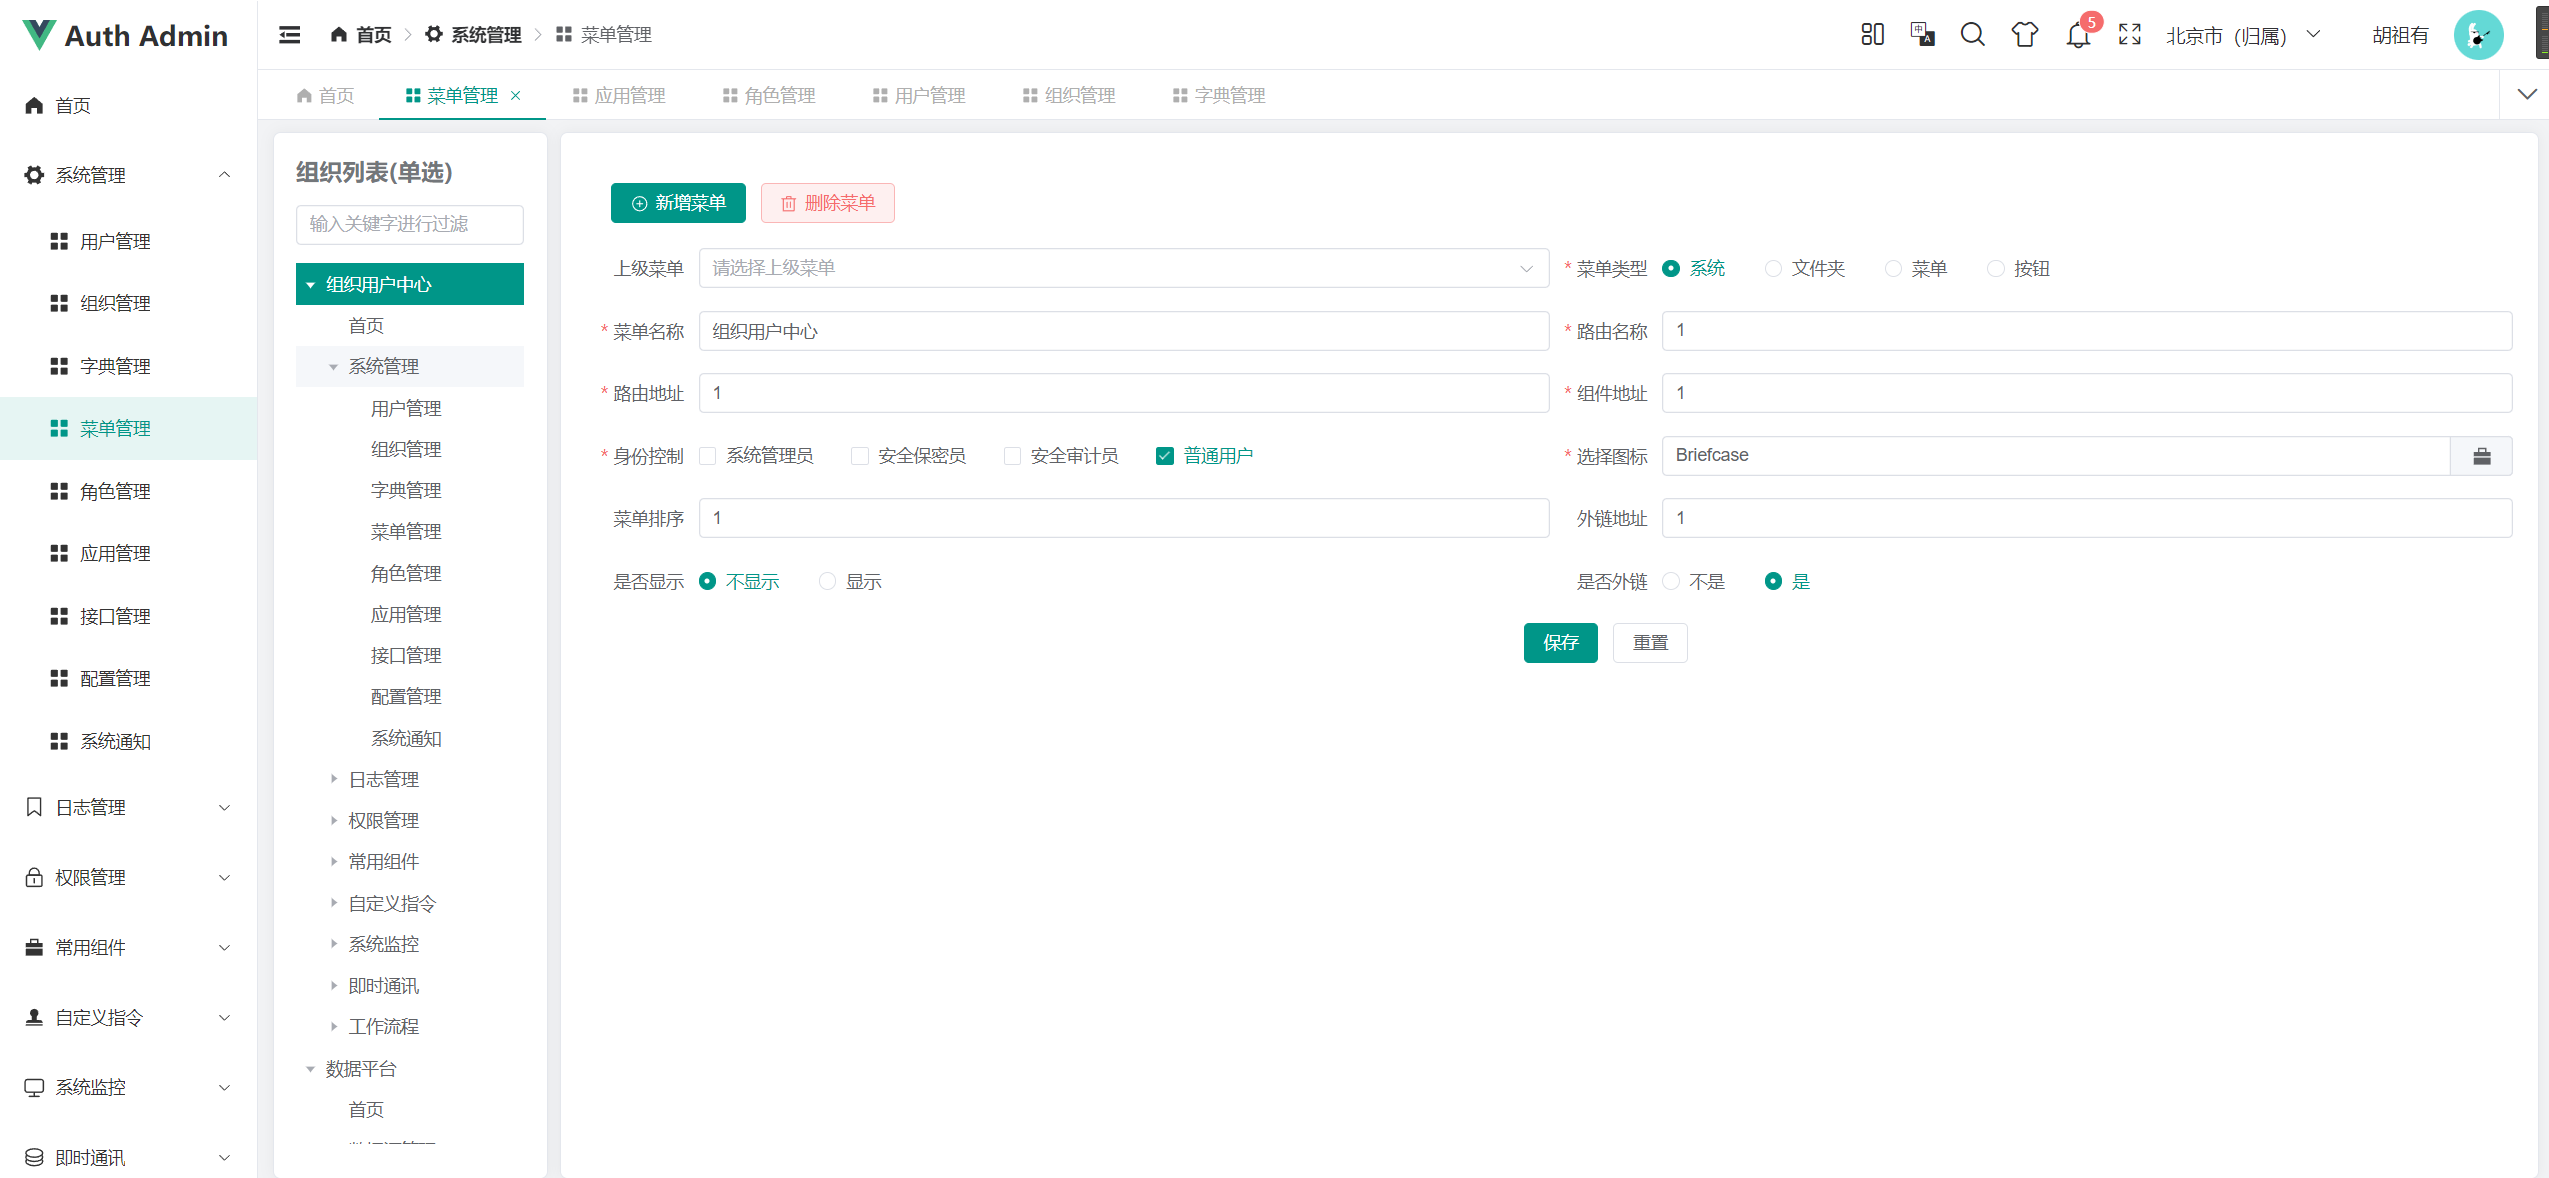 Auth Admin
首页
系统管理
用户管理
组织管理
字典管理
菜单管理
角色管理
应用管理
接口管理
配置管理
系统通知
日志管理
权限管理
常用组件
自定义指令
系统监控
即时通讯
首页 系统管理 菜单管理
中 A
5
北京市（归属）
胡祖有
首页 菜单管理 应用管理 角色管理 用户管理 组织管理 字典管理
组织列表(单选)
输入关键字进行过滤
组织用户中心
首页
系统管理
用户管理
组织管理
字典管理
菜单管理
角色管理
应用管理
接口管理
配置管理
系统通知
日志管理
权限管理
常用组件
自定义指令
系统监控
即时通讯
工作流程
数据平台
首页
新增菜单 删除菜单
上级菜单 请选择上级菜单 * 菜单类型 系统 文件夹 菜单 按钮
* 菜单名称 组织用户中心 * 路由名称 1
* 路由地址 1 * 组件地址 1
* 身份控制 系统管理员 安全保密员 安全审计员 普通用户 * 选择图标 Briefcase
菜单排序 1 外链地址 1
是否显示 不显示 显示 是否外链 不是 是
保存 重置